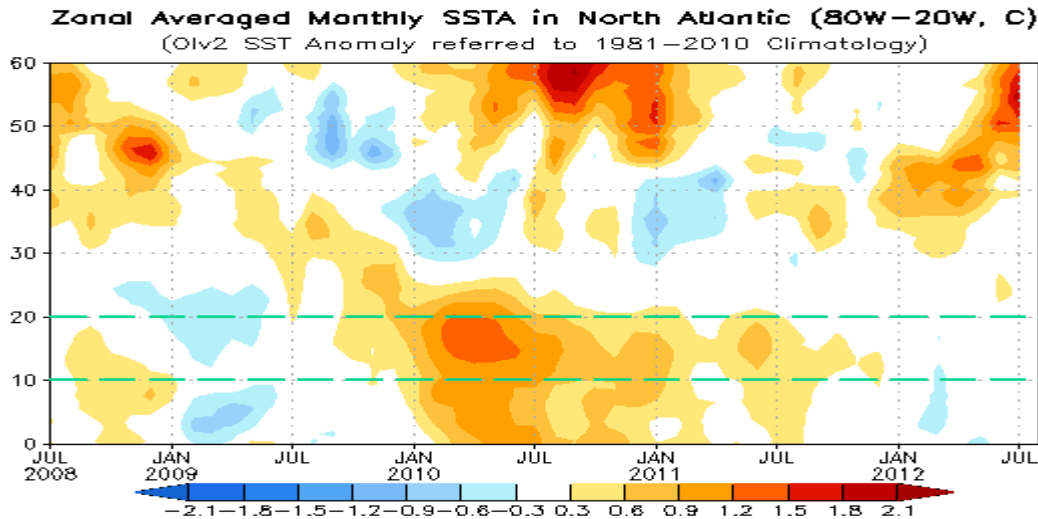 Zonal Averaged Monthly SSTA in North Atlantic (80W-20W, C)
(OIv2 SST Anomaly referred to 1981-2010 Climatology)
60
50
40
30
20
10
0
JUL JAN JUL JAN JUL JAN JUL JAN JUL
2008 2009 2010 2011 2012
-2.1 -1.8 -1.5 -1.2 -0.9 -0.6 -0.3 0.3 0.6 0.9 1.2 1.5 1.8 2.1